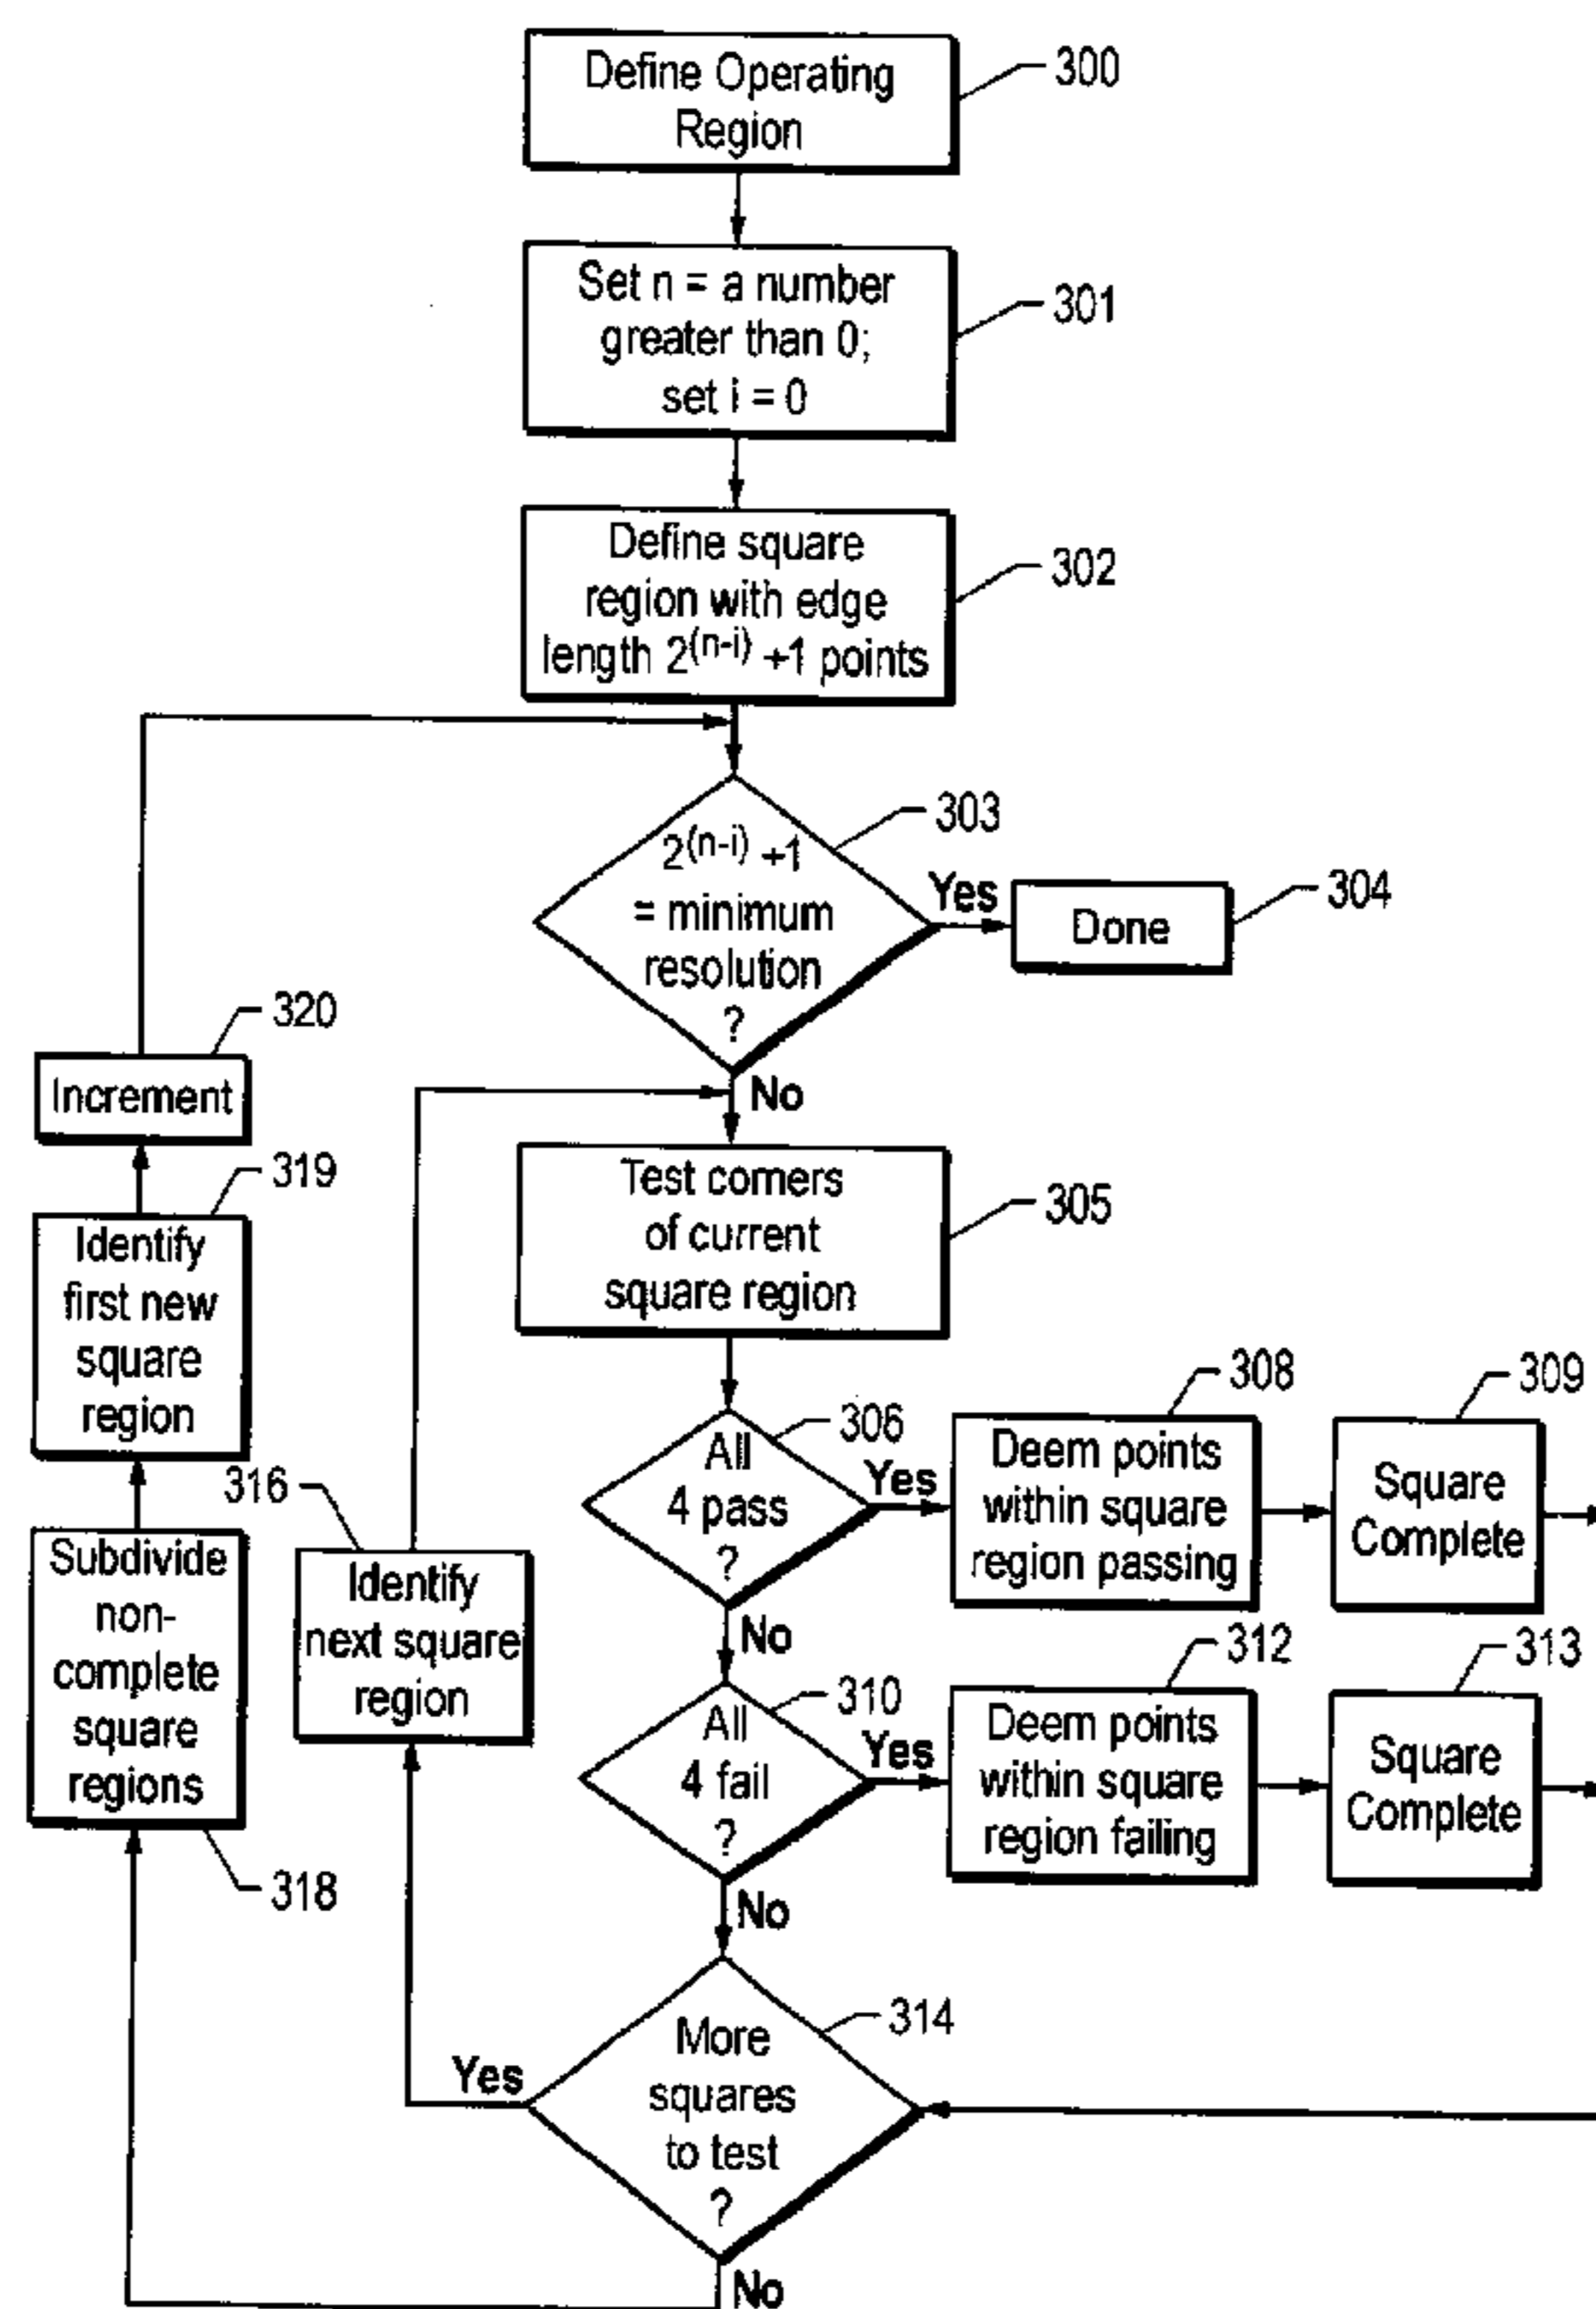 Define Operating
Region
300
Set n = a number
greater than 0;
set i = 0
301
Define square
region with edge
length 2(n-i) +1 points
302
2(n-i) +1
= minimum
resolution
?
303
Yes
Done
304
No
320
Increment
319
Identify
first new
square
region
Test corners
of current
square region
305
306
All
4 pass
?
Yes
308
Deem points
within square
region passing
309
Square
Complete
316
Identify
next square
region
Subdivide
non-
complete
square
regions
318
No
310
All
4 fail
?
Yes
312
Deem points
within square
region failing
313
Square
Complete
No
314
More
squares
to test
?
Yes
No